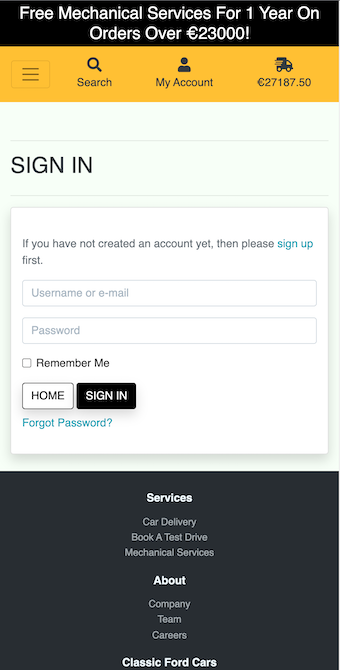 Free Mechanical Services For 1 Year On
Orders Over €23000!
Search
My Account
€27187.50
SIGN IN
If you have not created an account yet, then please sign up
first.
Username or e-mail
Password
Remember Me
HOME
SIGN IN
Forgot Password?
Services
Car Delivery
Book A Test Drive
Mechanical Services
About
Company
Team
Careers
Classic Ford Cars